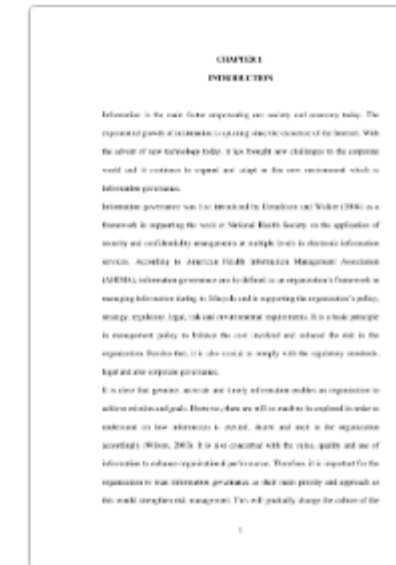 CHAPTER 1
INTRODUCTION
Information is the main factor empowering our society and economy today. The
exponential growth of information is spiraling since the existence of the Internet. With
the advent of new technology today, it has brought new challenges to the corporate
world and it continues to expand and adapt in this new environment which is
information governance.
Information governance was first introduced by Donaldson and Walker (2004) as a
framework in supporting the work at National Health Society on the application of
security and confidentiality arrangements at multiple levels in electronic information
services. According to American Health Information Management Association
(AHIMA), information governance can be defined as an organization's framework in
managing information during its lifecycle and in supporting the organization's policy,
strategy, regulatory, legal, risk and environmental requirements. It is a basic principle
in management policy to balance the cost involved and reduced the risk in the
organization. Besides that, it is also crucial to comply with the regulatory standards,
legal and also corporate governance.
It is clear that genuine, accurate and timely information enables an organization to
achieve mission and goals. However, there are still so much to be explored in order to
understand on how information is created, shared and used in the organization
accordingly (Wilson, 2003). It is also concerned with the value, quality and use of
information to enhance organizational performance. Therefore, it is important for the
organization to treat information governance as their main priority and approach as
this would strengthen risk management. This will gradually change the culture of the
1